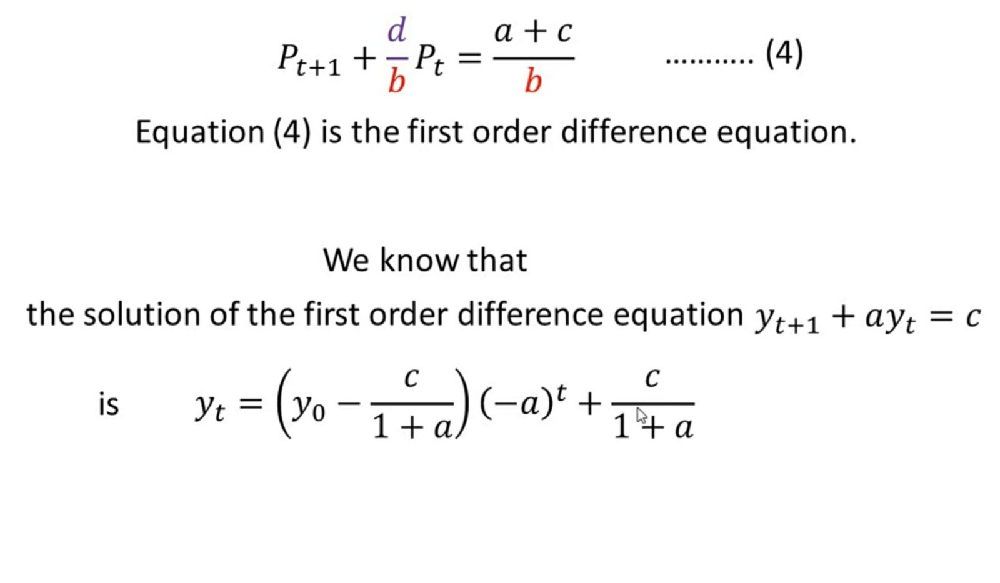 P_{t+1} + \frac{d}{b} P_t = \frac{a + c}{b} ........... (4)
Equation (4) is the first order difference equation.
We know that
the solution of the first order difference equation y_{t+1} + ay_t = c
is y_t = \left( y_0 - \frac{c}{1 + a} \right) (-a)^t + \frac{c}{1 + a}